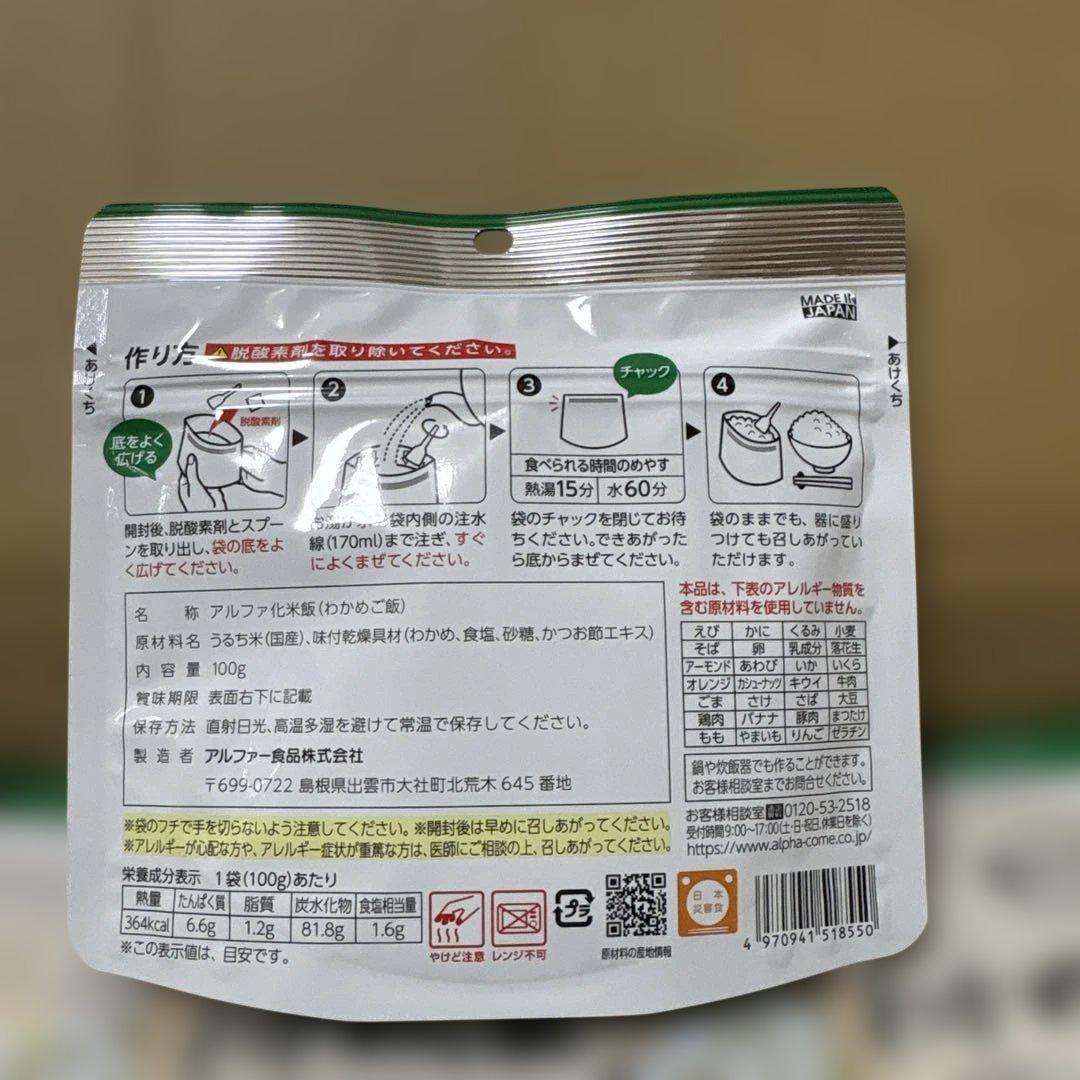 MADE IN
JAPAN
あけくち
あけくち
作り方 脱酸素剤を取り除いてください。
1
脱酸素剤
底をよく
広げる
開封後、脱酸素剤とスプー
ンを取り出し、袋の底をよ
く広げてください。
2
袋内側の注水
線(170ml)まで注ぎ、すぐ
によくまぜてください。
3
チャック
食べられる時間のめやす
熱湯15分 水60分
袋のチャックを閉じてお待
ちください。できあがった
ら底からまぜてください。
4
袋のままでも、器に盛り
つけても召しあがってい
ただけます。
名称 アルファ化米飯(わかめご飯)
原材料名 うるち米(国産)、味付乾燥具材(わかめ、食塩、砂糖、かつお節エキス)
内容量 100g
賞味期限 表面右下に記載
保存方法 直射日光、高温多湿を避けて常温で保存してください。
製造者 アルファー食品株式会社
〒699-0722 島根県出雲市大社町北荒木645番地
本品は、下表のアレルギー物質を
含む原材料を使用していません。
えび かに くるみ 小麦
そば 卵 乳成分 落花生
アーモンド あわび いか いくら
オレンジ カシューナッツ キウイ 牛肉
ごま さけ さば 大豆
鶏肉 バナナ 豚肉 まつたけ
もも やまいも りんご ゼラチン
鍋や炊飯器でも作ることができます。
お客様相談室までお問合せください。
お客様相談室 0120-53-2518
受付時間9:00~17:00(土・日・祝日、休業日を除く)
https://www.alpha-come.co.jp/
※袋のフチで手を切らないよう注意してください。※開封後は早めに召しあがってください。
※アレルギーが心配な方や、アレルギー症状が重篤な方は、医師にご相談の上、召しあがってください。
栄養成分表示 1袋(100g)あたり
熱量 たんぱく質 脂質 炭水化物 食塩相当量
364kcal 6.6g 1.2g 81.8g 1.6g
※この表示値は、目安です。
やけど注意
レンジ不可
プラ
原材料の産地情報
日本
災害食
4 970941 518550